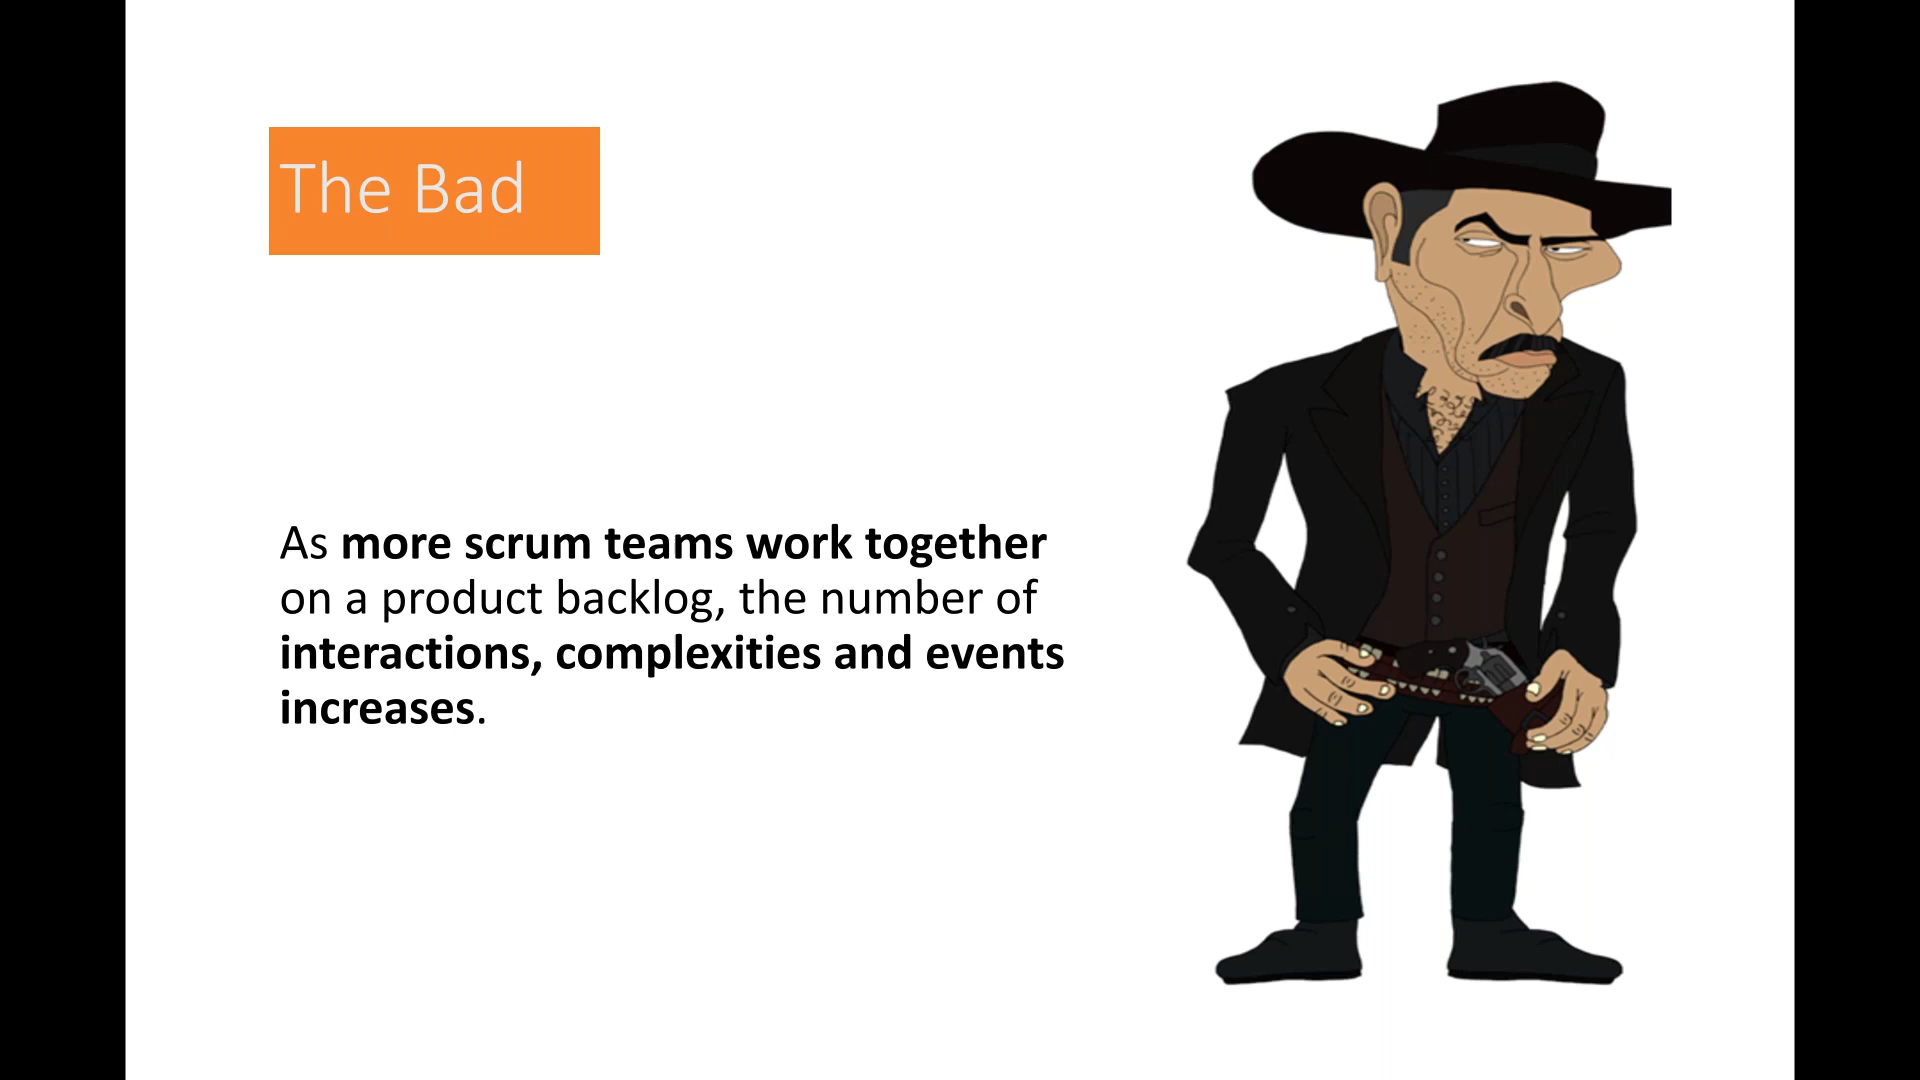 The Bad
As more scrum teams work together
on a product backlog, the number of
interactions, complexities and events
increases.